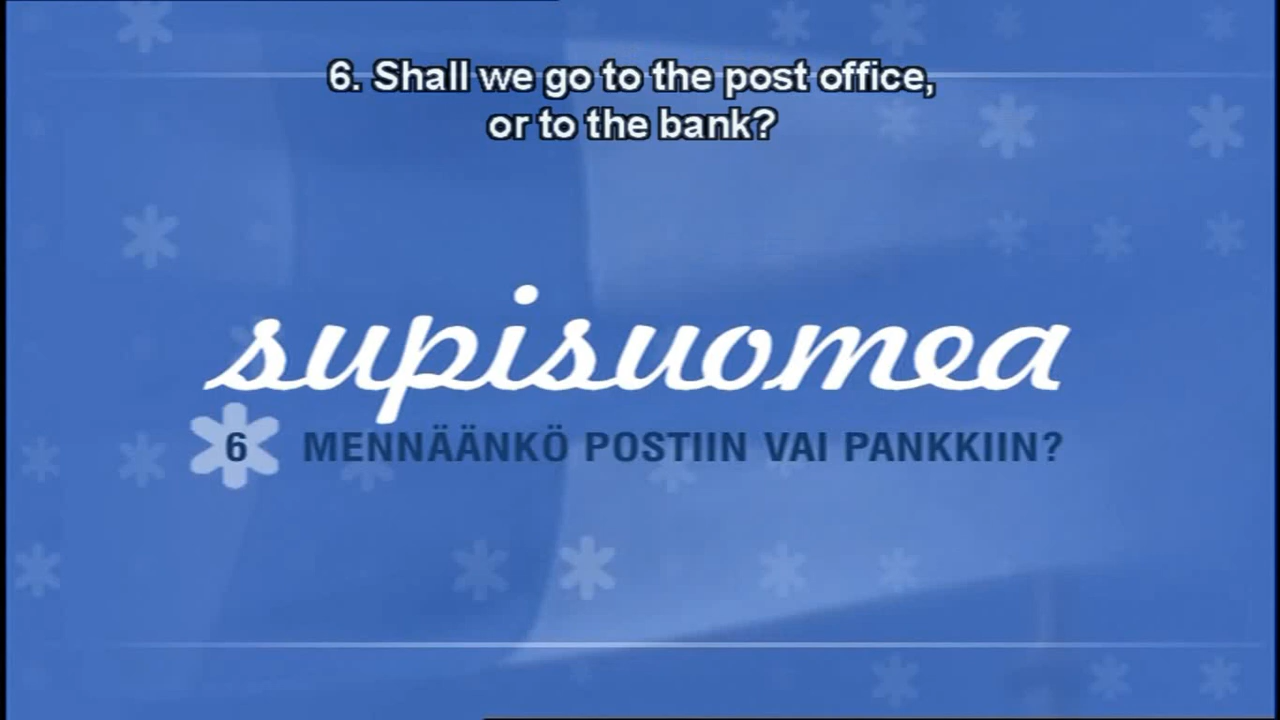 6. Shall we go to the post office,
or to the bank?
supisuomea
6 MENNÄÄNKÖ POSTIIN VAI PANKKIIN?